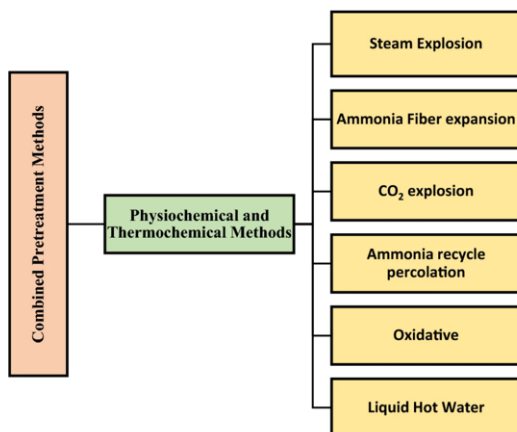 Combined Pretreatment Methods
Physiochemical and
Thermochemical Methods
Steam Explosion
Ammonia Fiber expansion
CO₂ explosion
Ammonia recycle
percolation
Oxidative
Liquid Hot Water